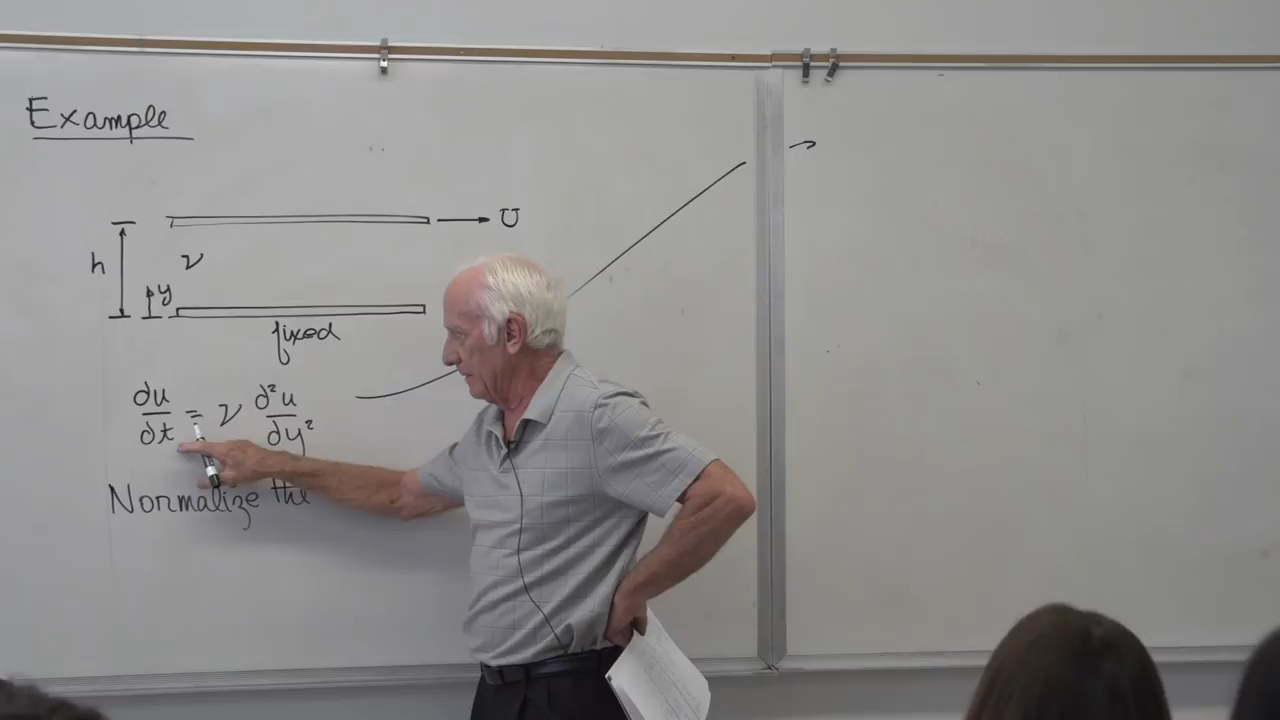 Example
U
h
ν
y
fixed
∂u/∂t = ν ∂²u/∂y²
Normalize the